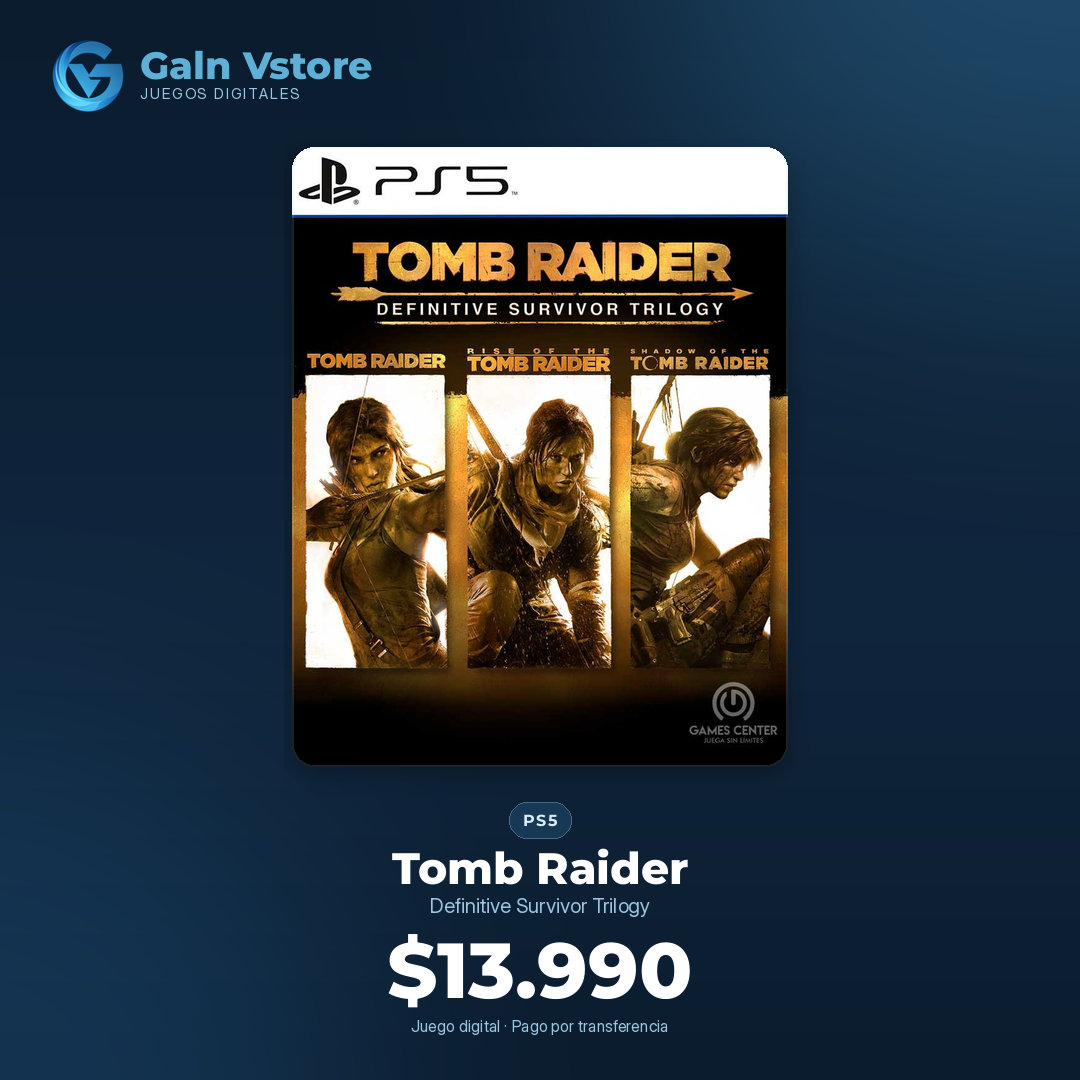 GaIn Vstore
JUEGOS DIGITALES
PS5
TOMB RAIDER
DEFINITIVE SURVIVOR TRILOGY
TOMB RAIDER
RISE OF THE
TOMB RAIDER
SHADOW OF THE
TOMB RAIDER
GAMES CENTER
JUEGA SIN LÍMITES
PS5
Tomb Raider
Definitive Survivor Trilogy
$13.990
Juego digital · Pago por transferencia